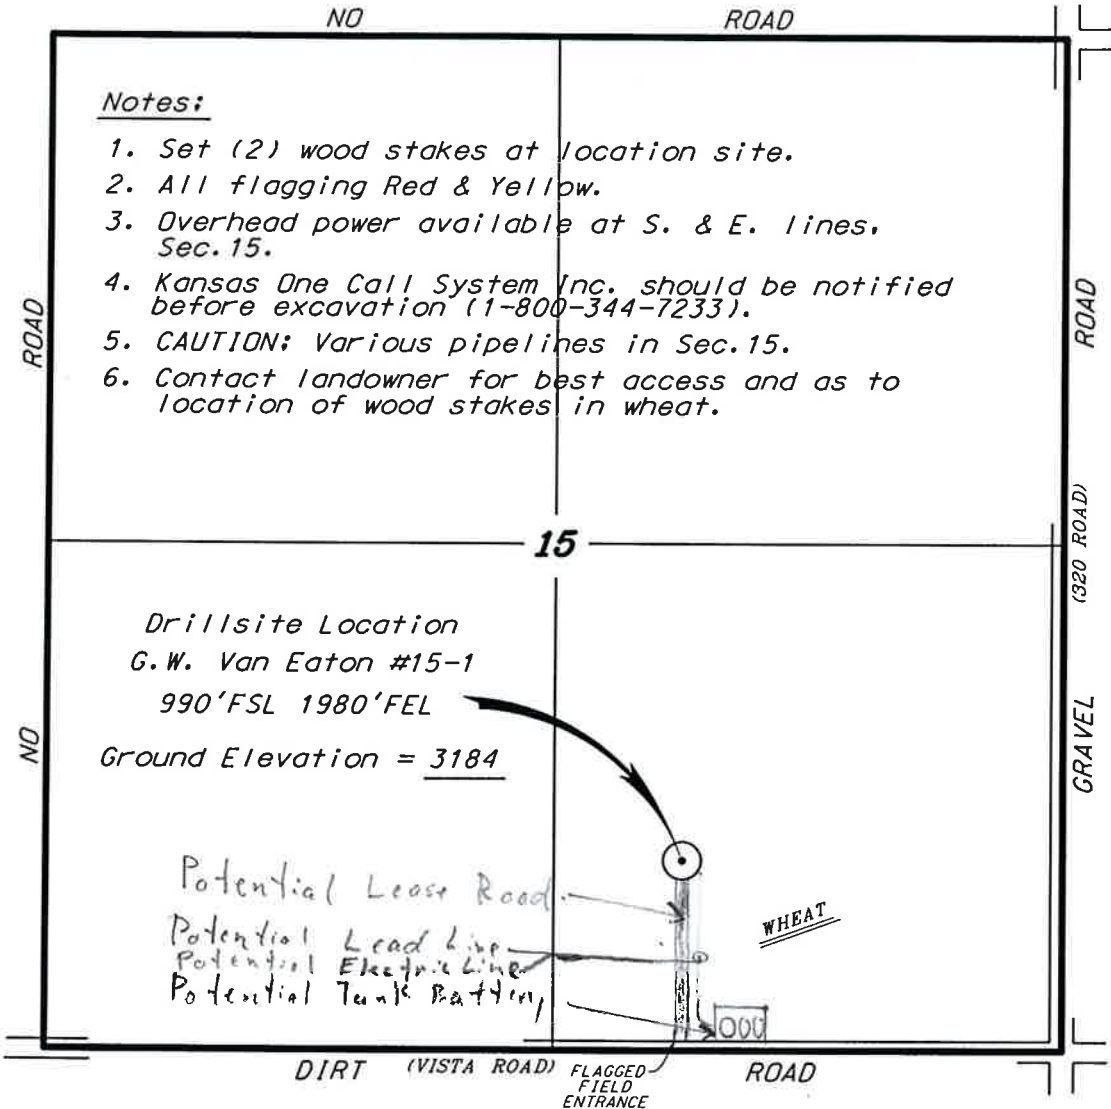 NO ROAD
Notes:
1. Set (2) wood stakes at location site.
2. All flagging Red & Yellow.
3. Overhead power available at S. & E. lines,
Sec. 15.
4. Kansas One Call System Inc. should be notified
before excavation (1-800-344-7233).
5. CAUTION: Various pipelines in Sec. 15.
6. Contact landowner for best access and as to
location of wood stakes in wheat.
ROAD
ROAD
(320 ROAD)
15
Drillsite Location
G.W. Van Eaton #15-1
990'FSL 1980'FEL
Ground Elevation = 3184
NO
GRAVEL
Potential Lease Road
WHEAT
Potential Lead Line
Potential Electric Line
Potential Tank Battery
000
DIRT (VISTA ROAD) ROAD
FLAGGED
FIELD
ENTRANCE